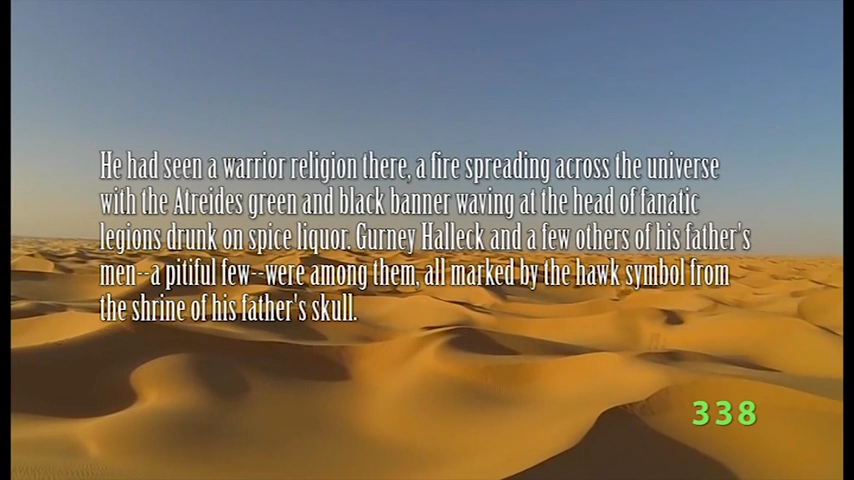 He had seen a warrior religion there, a fire spreading across the universe
with the Atreides green and black banner waving at the head of fanatic
legions drunk on spice liquor. Gurney Halleck and a few others of his father's
men--a pitiful few--were among them, all marked by the hawk symbol from
the shrine of his father's skull.
338